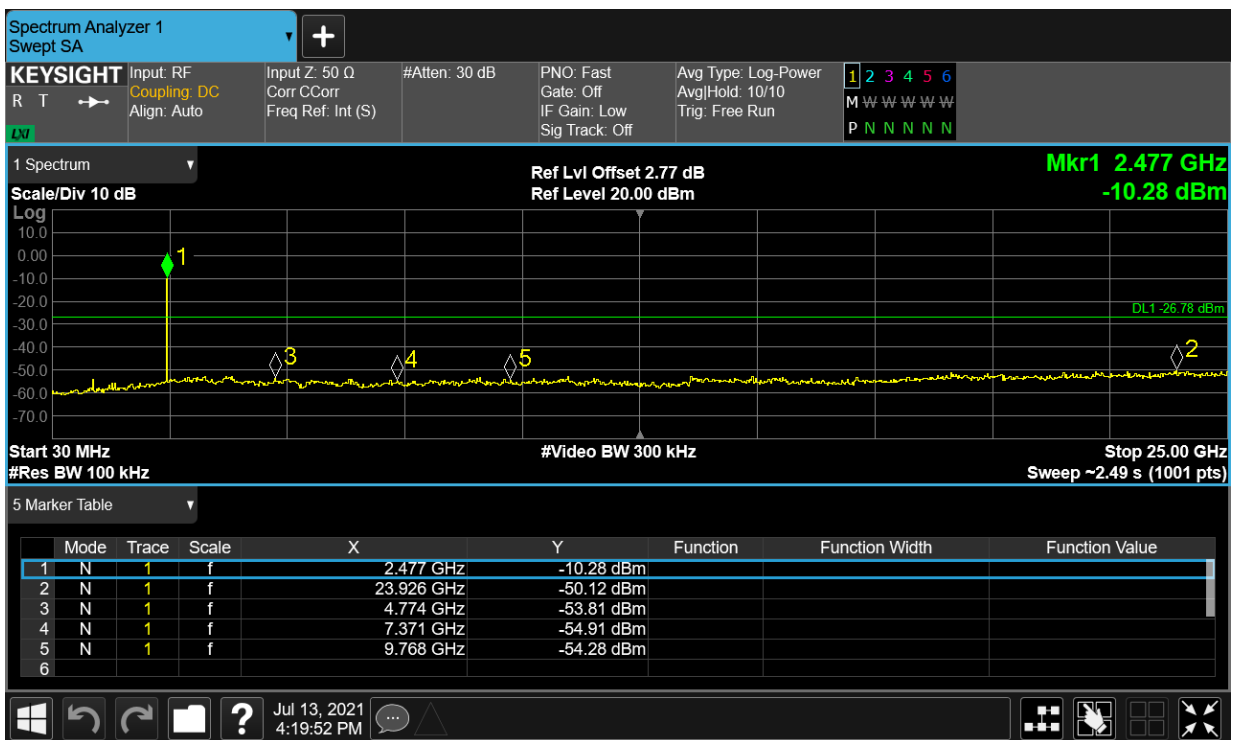 Spectrum Analyzer 1
Swept SA
+
KEYSIGHT
R T
LXI
Input: RF
Coupling: DC
Align: Auto
Input Z: 50 Ω
Corr CCorr
Freq Ref: Int (S)
#Atten: 30 dB
PNO: Fast
Gate: Off
IF Gain: Low
Sig Track: Off
Avg Type: Log-Power
Avg|Hold: 10/10
Trig: Free Run
1 2 3 4 5 6
M W W W W W
P N N N N N
1 Spectrum
Scale/Div 10 dB
Ref Lvl Offset 2.77 dB
Ref Level 20.00 dBm
Mkr1 2.477 GHz
-10.28 dBm
Log
10.0
0.00
-10.0
-20.0
-30.0
-40.0
-50.0
-60.0
-70.0
1
DL1 -26.78 dBm
3
4
5
2
Start 30 MHz
#Video BW 300 kHz
Stop 25.00 GHz
#Res BW 100 kHz
Sweep ~2.49 s (1001 pts)
5 Marker Table
Mode Trace Scale X Y Function Function Width Function Value
1 N 1 f 2.477 GHz -10.28 dBm
2 N 1 f 23.926 GHz -50.12 dBm
3 N 1 f 4.774 GHz -53.81 dBm
4 N 1 f 7.371 GHz -54.91 dBm
5 N 1 f 9.768 GHz -54.28 dBm
6
?
Jul 13, 2021
4:19:52 PM